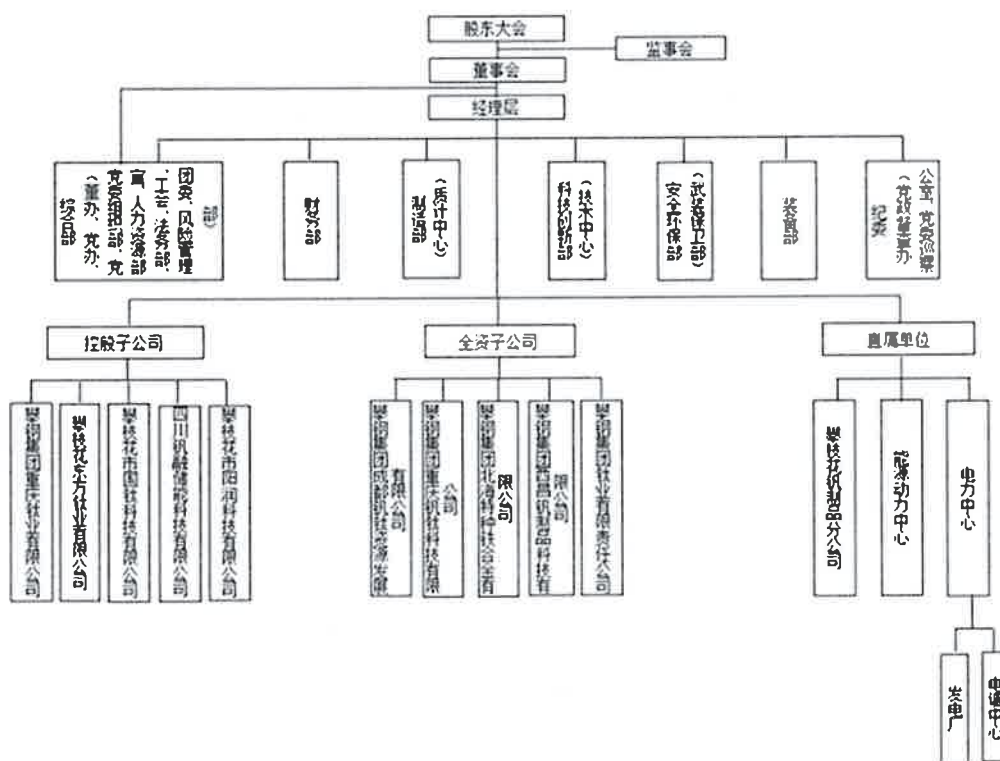 股东大会
监事会
董事会
经理层
综合部
（董办、党办、
党委组织部、党
宣、人力资源部
、工会、法务部、
团委、风险管理
部）
财务部
（质计中心）
科技创新部
（技术中心）
安全环保部
（武装保卫部）
纪委
（党政督查办
公室、党委巡察
控股子公司
全资子公司
直属单位
攀钢集团重庆钛业有限公司
攀枝花东方钛业有限公司
攀枝花市国钛科技有限公司
四川钒融储能科技有限公司
攀枝花市阳润科技有限公司
攀钢集团成都钒钛资源发展
有限公司
攀钢集团重庆钒钛科技有限
公司
攀钢集团北海特种铁合金有
限公司
攀钢集团西昌钒制品科技有
限公司
攀钢集团钛业有限责任公司
攀枝花钒制品分公司
能源动力中心
电力中心
发电厂
电调中心